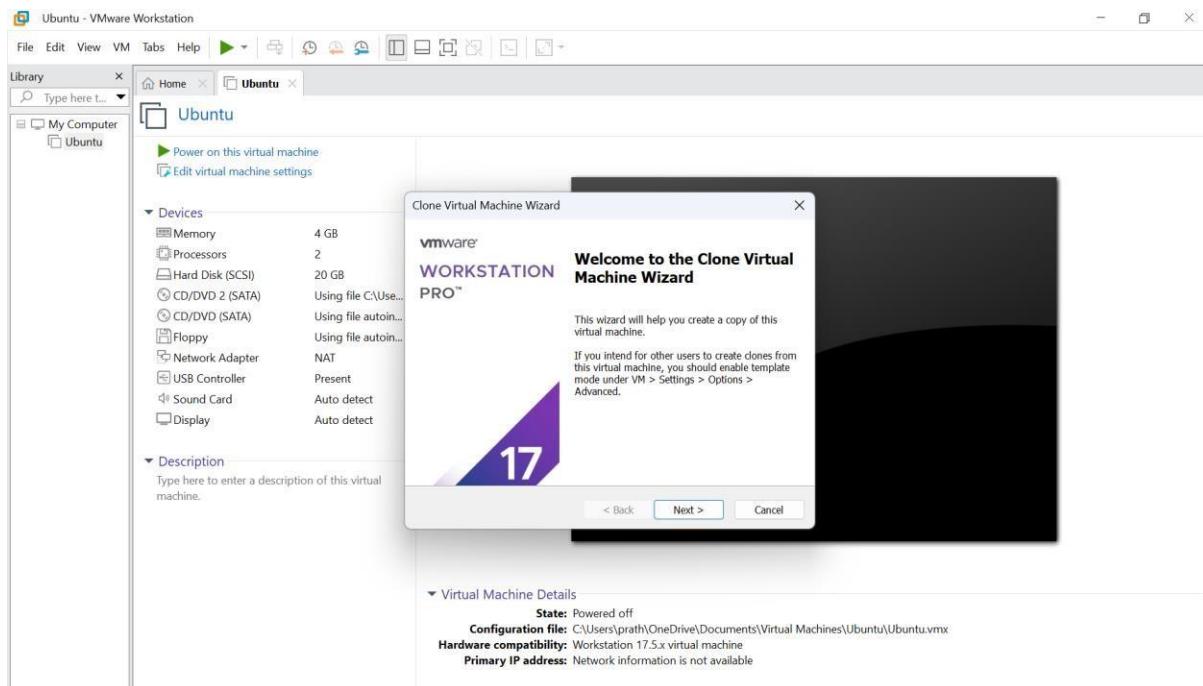 Ubuntu - VMware Workstation
File Edit View VM Tabs Help
Library
Type here t...
My Computer
Ubuntu
Home
Ubuntu
Ubuntu
Power on this virtual machine
Edit virtual machine settings
Devices
Memory 4 GB
Processors 2
Hard Disk (SCSI) 20 GB
CD/DVD 2 (SATA) Using file C:\Use...
CD/DVD (SATA) Using file autoin...
Floppy Using file autoin...
Network Adapter NAT
USB Controller Present
Sound Card Auto detect
Display Auto detect
Description
Type here to enter a description of this virtual
machine.
Clone Virtual Machine Wizard
vmware
WORKSTATION
PRO™
17
Welcome to the Clone Virtual
Machine Wizard
This wizard will help you create a copy of this
virtual machine.
If you intend for other users to create clones from
this virtual machine, you should enable template
mode under VM > Settings > Options >
Advanced.
< Back Next > Cancel
Virtual Machine Details
State: Powered off
Configuration file: C:\Users\prath\OneDrive\Documents\Virtual Machines\Ubuntu\Ubuntu.vmx
Hardware compatibility: Workstation 17.5.x virtual machine
Primary IP address: Network information is not available